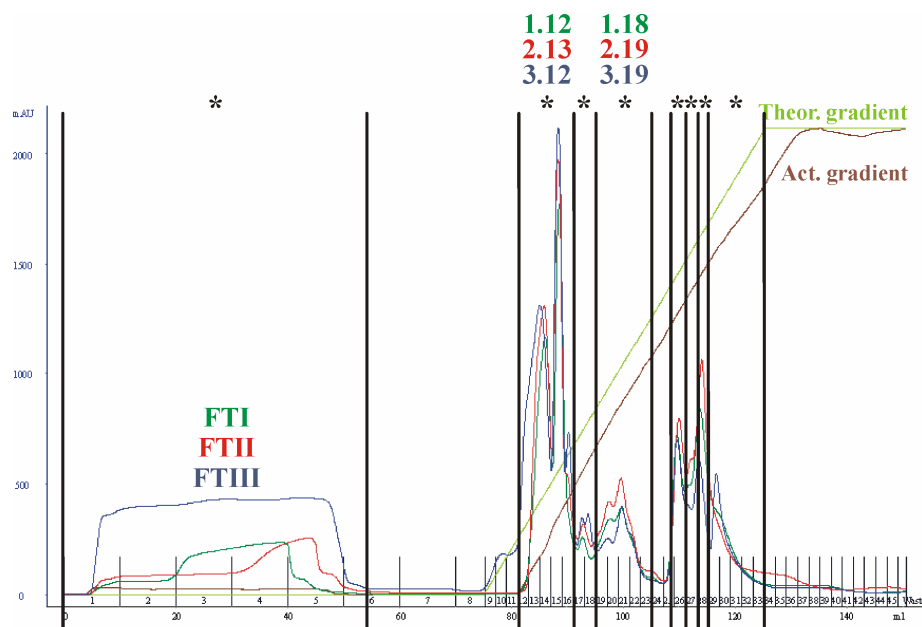 1.12 1.18
2.13 2.19
3.12 3.19
* * * * * * *
m.AU
Theor. gradient
2000
Act. gradient
1500
1000
FTI
FTII
FTIII
500
0
1 2 3 4 5 6 7 8 9 10 11 12 13 14 15 16 17 18 19 20 21 22 23 24 26 27 28 29 30 31 32 33 34 35 36 37 38 39 40 41 42 43 44 45
0 20 40 60 80 100 120 140 ml